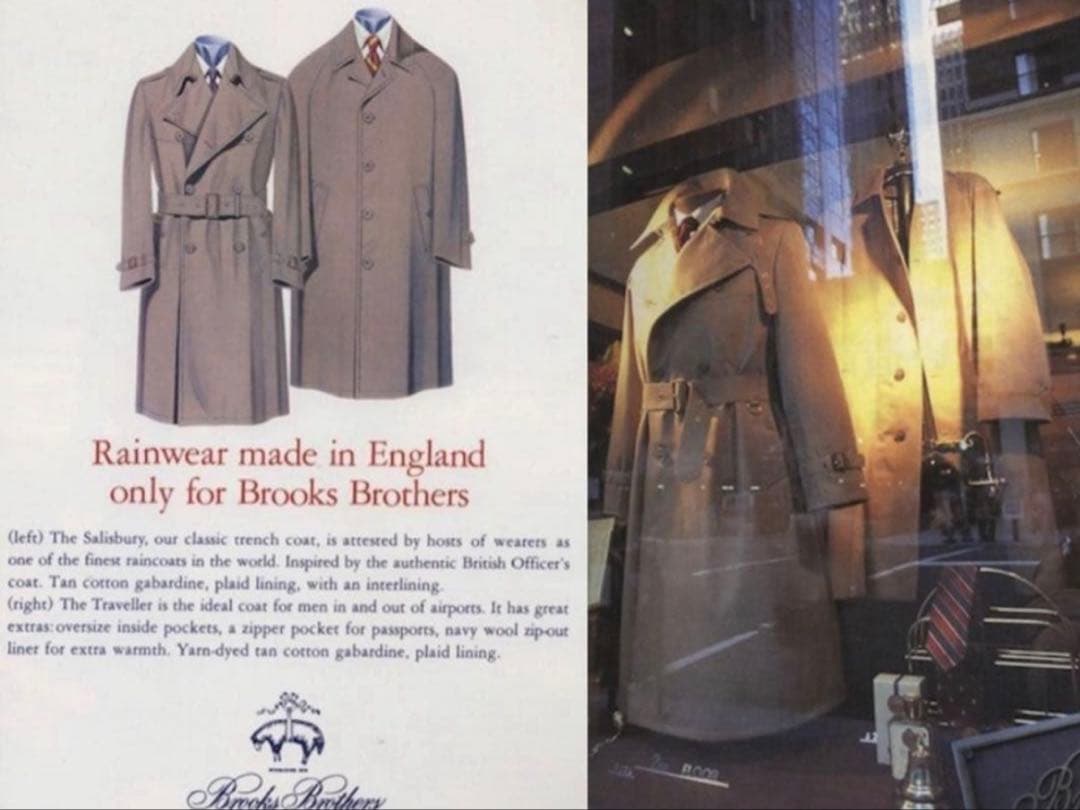 Rainwear made in England
only for Brooks Brothers
(left) The Salisbury, our classic trench coat, is attested by hosts of wearers as
one of the finest raincoats in the world. Inspired by the authentic British Officer's
coat. Tan cotton gabardine, plaid lining, with an interlining.
(right) The Traveller is the ideal coat for men in and out of airports. It has great
extras: oversize inside pockets, a zipper pocket for passports, navy wool zip-out
liner for extra warmth. Yarn-dyed tan cotton gabardine, plaid lining.
Brooks Brothers